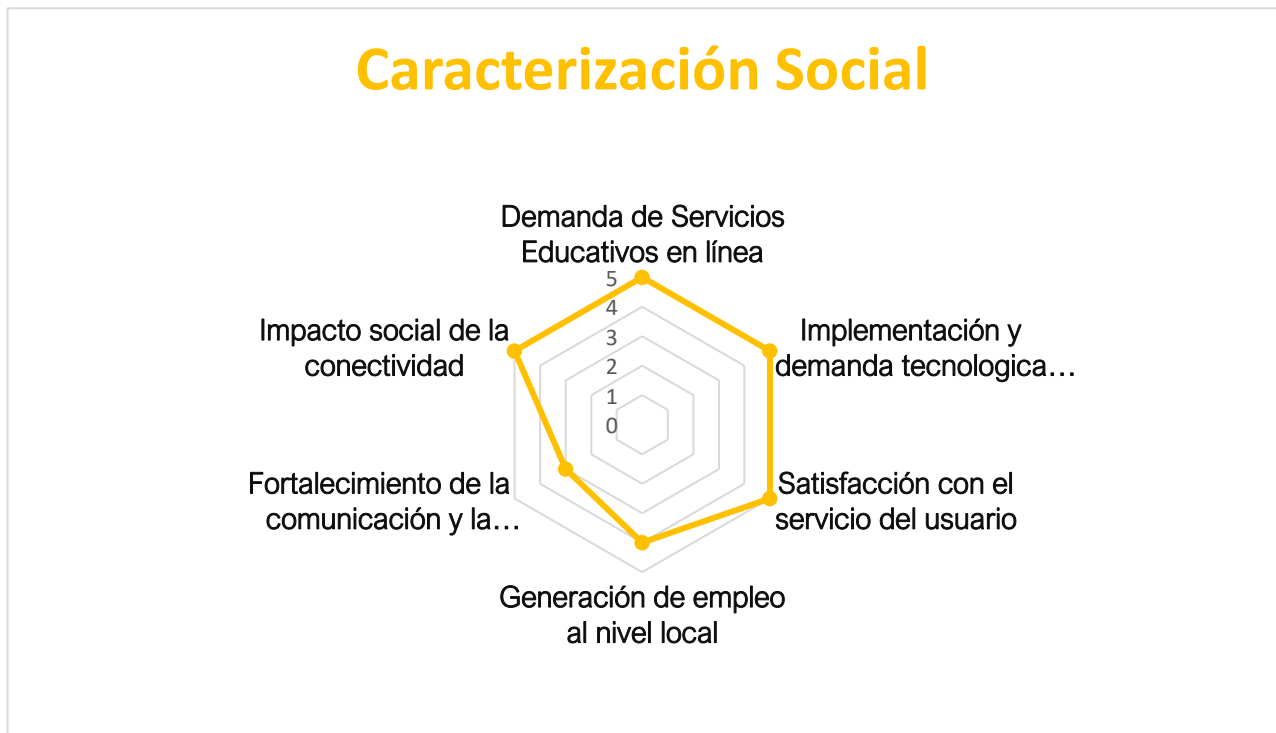 Caracterización Social
Demanda de Servicios
Educativos en línea
5
4
3
2
1
0
Implementación y
demanda tecnologica…
Satisfacción con el
servicio del usuario
Generación de empleo
al nivel local
Fortalecimiento de la
comunicación y la…
Impacto social de la
conectividad